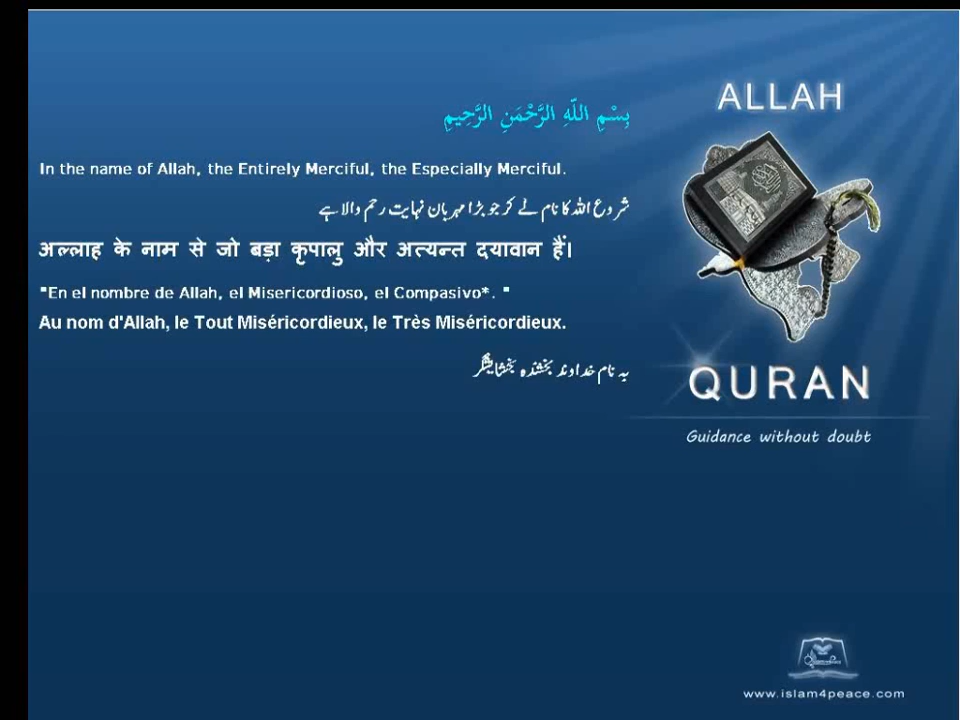 بِسْمِ اللَّهِ الرَّحْمَنِ الرَّحِيمِ
In the name of Allah, the Entirely Merciful, the Especially Merciful.
شروع الله کا نام لے کر جو بڑا مہربان نہایت رحم والا ہے
अल्लाह के नाम से जो बड़ा कृपालु और अत्यन्त दयावान हैं।
"En el nombre de Allah, el Misericordioso, el Compasivo*. "
Au nom d'Allah, le Tout Miséricordieux, le Très Miséricordieux.
به نام خداوند بخشنده بخشایشگر
ALLAH
QURAN
Guidance without doubt
www.islam4peace.com